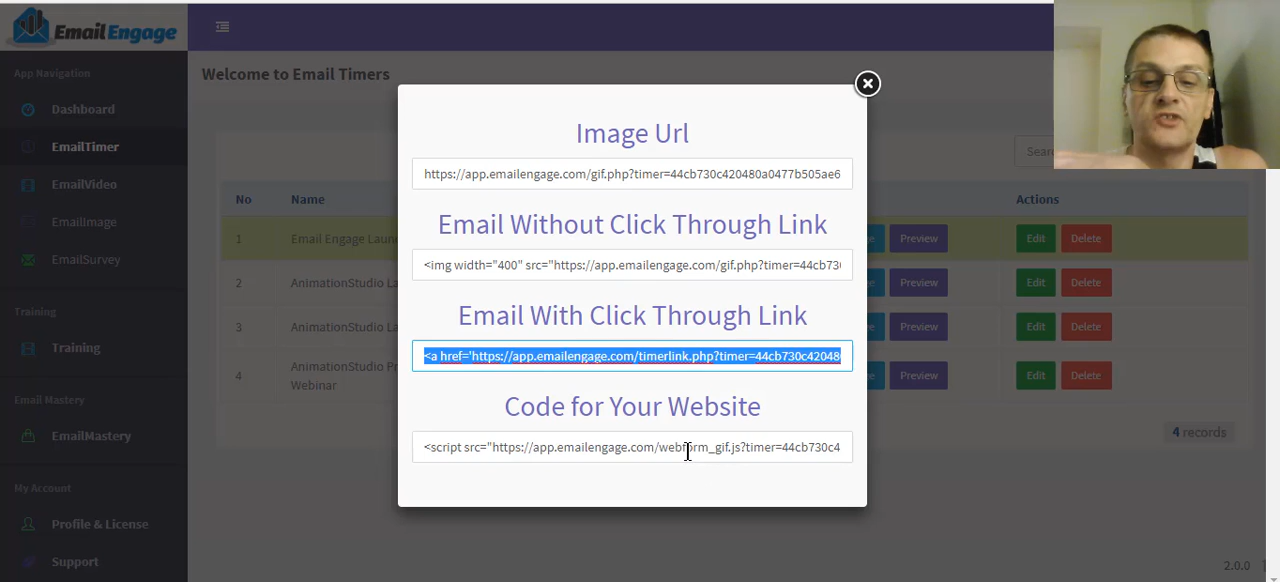 EmailEngage
App Navigation
Welcome to Email Timers
Dashboard
EmailTimer
EmailVideo
EmailImage
EmailSurvey
Training
Training
Email Mastery
EmailMastery
My Account
Profile & License
Support
Image Url
https://app.emailengage.com/gif.php?timer=44cb730c420480a0477b505ae6
Email Without Click Through Link
<img width="400" src="https://app.emailengage.com/gif.php?timer=44cb730
Email With Click Through Link
<a href='https://app.emailengage.com/timerlink.php?timer=44cb730c42048
Code for Your Website
<script src="https://app.emailengage.com/webform_gif.js?timer=44cb730c4
No Name Actions
1 Email Engage Laun Preview Edit Delete
2 AnimationStudio La Preview Edit Delete
3 AnimationStudio La Preview Edit Delete
4 AnimationStudio Pr
Webinar Preview Edit Delete
4 records
2.0.0